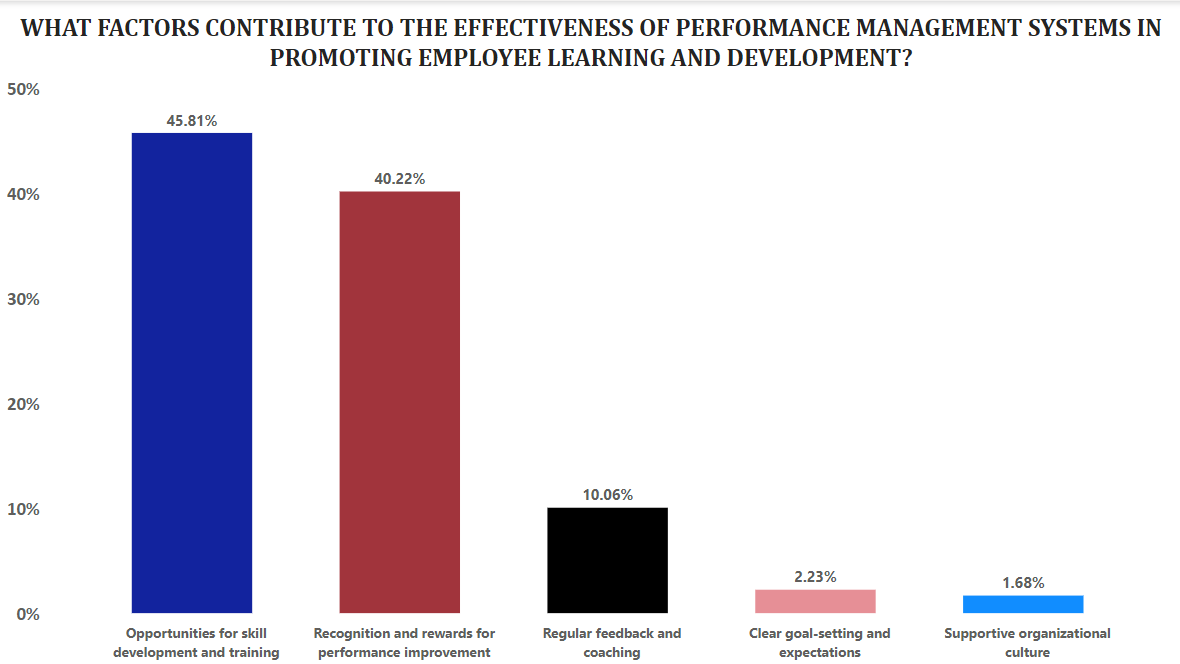 WHAT FACTORS CONTRIBUTE TO THE EFFECTIVENESS OF PERFORMANCE MANAGEMENT SYSTEMS IN
PROMOTING EMPLOYEE LEARNING AND DEVELOPMENT?
50%
40%
30%
20%
10%
0%
45.81%
40.22%
10.06%
2.23%
1.68%
Opportunities for skill
development and training
Recognition and rewards for
performance improvement
Regular feedback and
coaching
Clear goal-setting and
expectations
Supportive organizational
culture